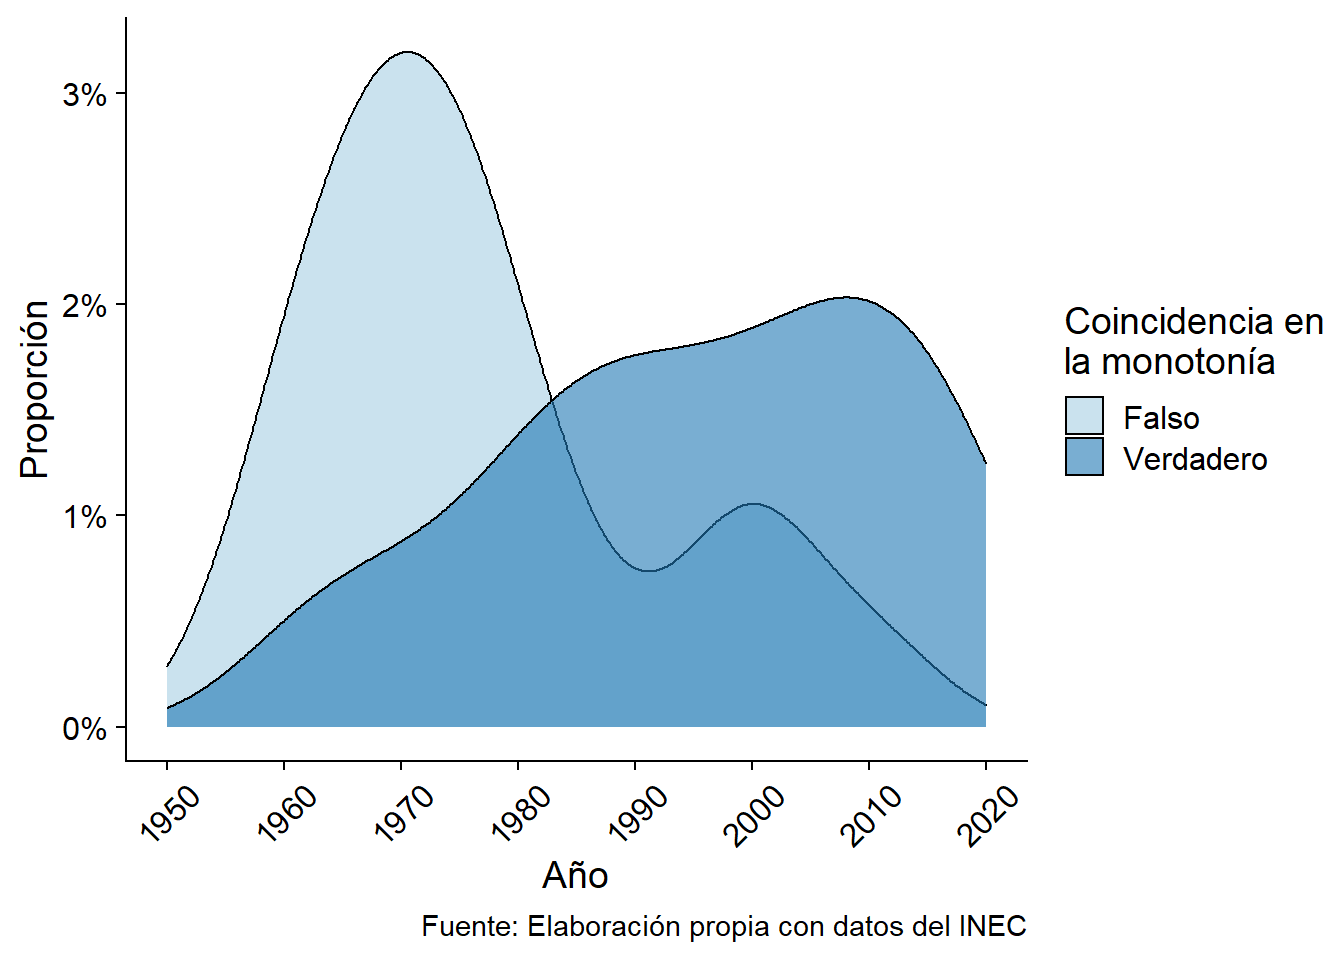 3%
2%
1%
0%
Proporción
1950
1960
1970
1980
1990
2000
2010
2020
Año
Coincidencia en
la monotonía
Falso
Verdadero
Fuente: Elaboración propia con datos del INEC